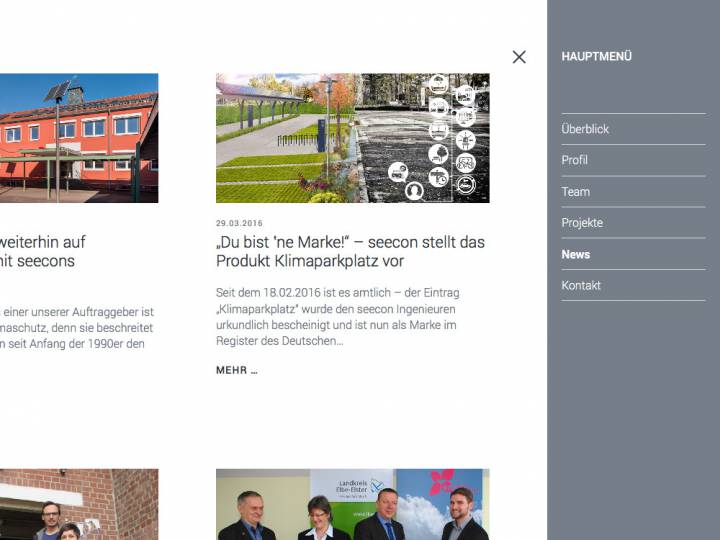 HAUPTMENÜ
Überblick
Profil
Team
Projekte
News
Kontakt
weiterhin auf
mit seecons
einer unserer Auftraggeber ist
maschutz, denn sie beschreitet
n seit Anfang der 1990er den
29.03.2016
„Du bist 'ne Marke!“ – seecon stellt das
Produkt Klimaparkplatz vor
Seit dem 18.02.2016 ist es amtlich – der Eintrag
„Klimaparkplatz“ wurde den seecon Ingenieuren
urkundlich bescheinigt und ist nun als Marke im
Register des Deutschen...
MEHR ...
Landkreis
Elbe-Elster